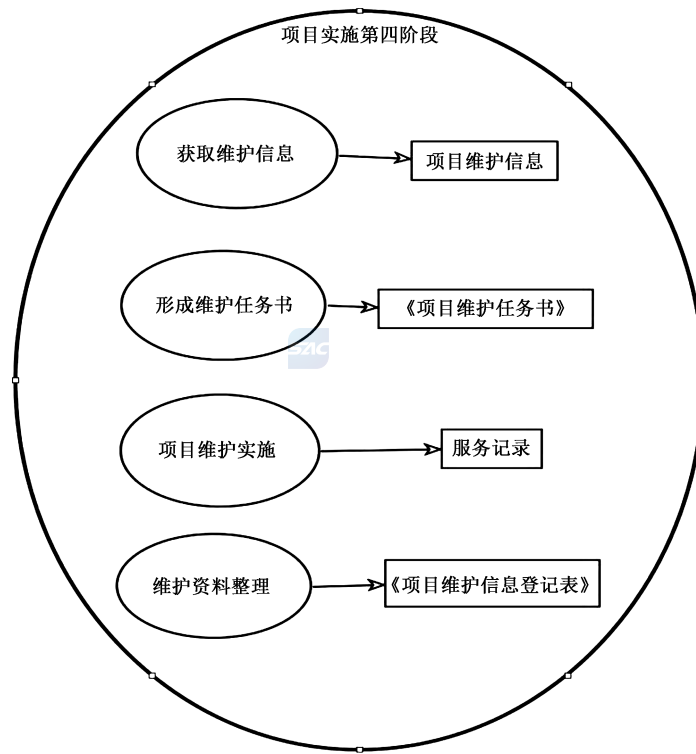 项目实施第四阶段
获取维护信息
项目维护信息
形成维护任务书
《项目维护任务书》
SAC
项目维护实施
服务记录
维护资料整理
《项目维护信息登记表》